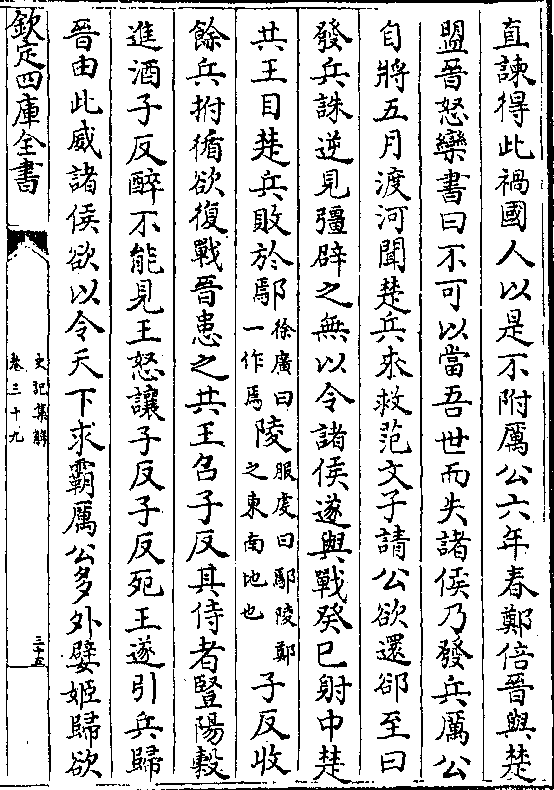 直諫得此禍國人以是不附厲公六年春鄭倍晉與楚
盟晉怒欒書曰不可以當吾世而失諸侯乃發兵厲公
自將五月渡河聞楚兵來救范文子請公欲還郤至曰
發兵誅逆見彊辟之無以令諸侯遂與戰癸巳射中楚
共王目楚兵敗於鄢徐廣曰一作焉陵服虔曰鄢陵鄭之東南地也子反收
餘兵拊循欲復戰晉患之共王召子反其侍者豎陽穀
進酒子反醉不能見王怒讓子反子反死王遂引兵歸
晉由此威諸侯欲以令天下求霸厲公多外嬖姬歸欲
欽定四庫全書
史記集解
卷三十九
三十五